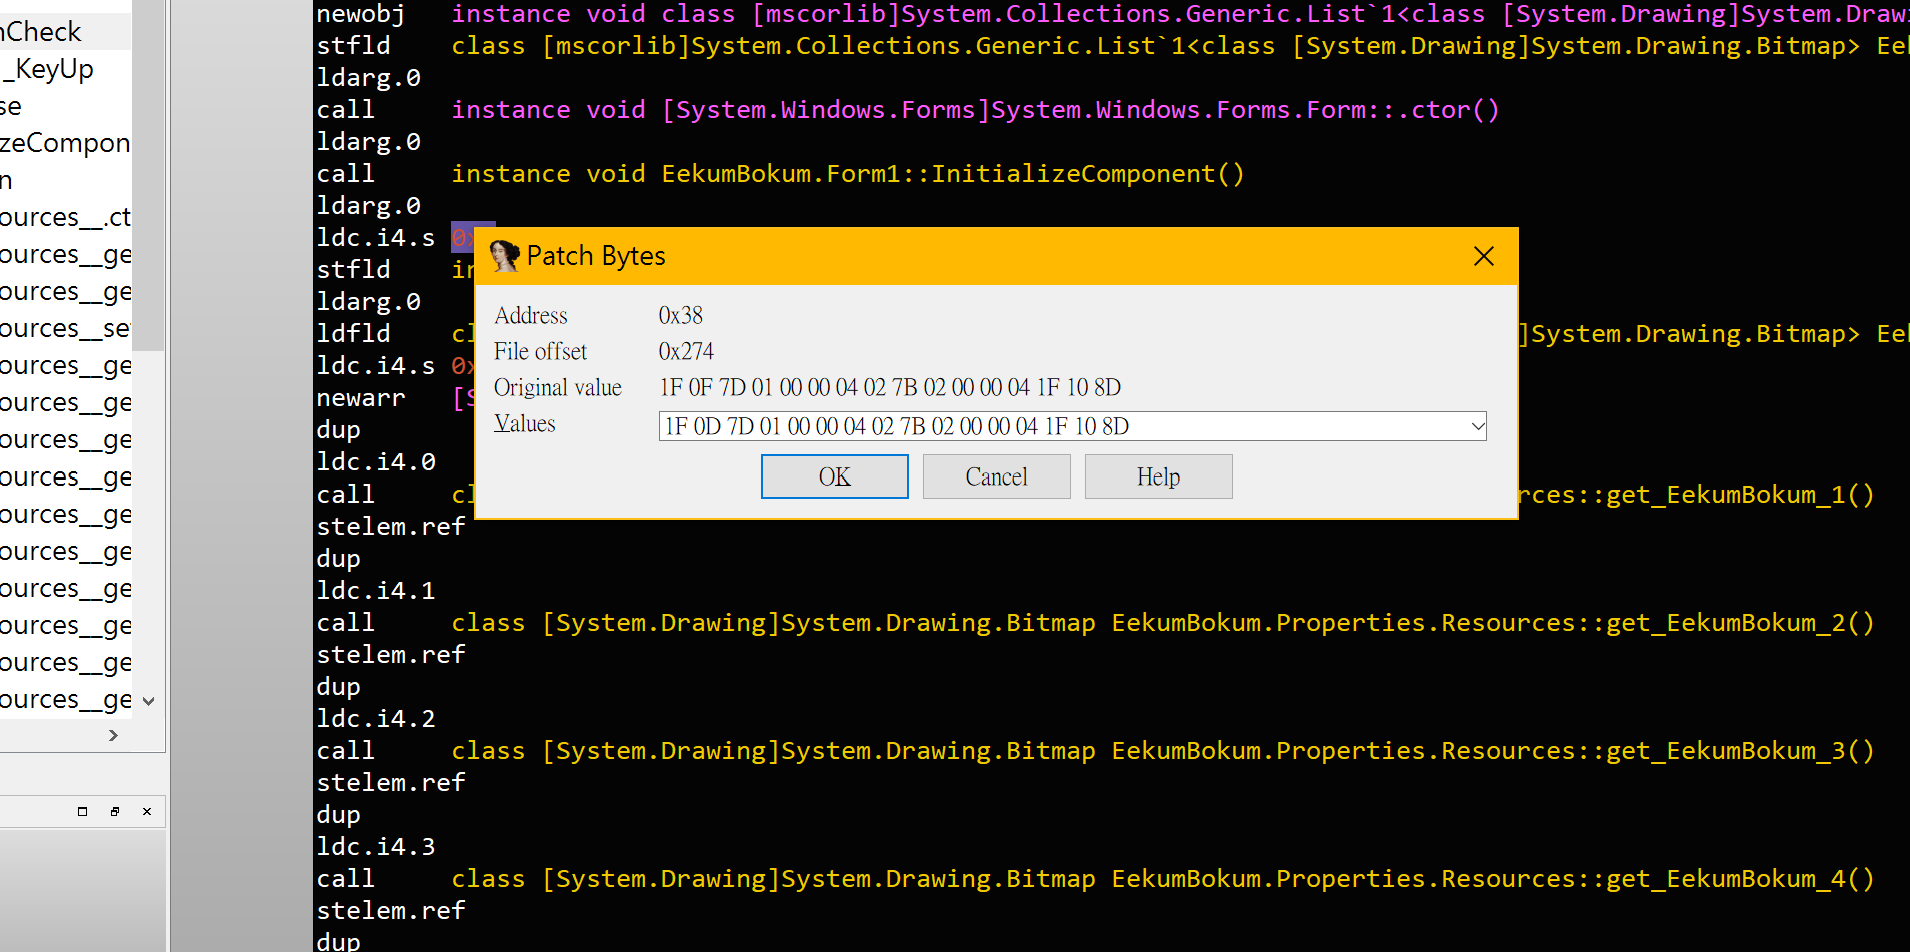 nCheck
_KeyUp
se
zeCompon
n
ources__.ct
ources__ge
ources__ge
ources__se
ources__ge
ources__ge
ources__ge
ources__ge
ources__ge
ources__ge
ources__ge
ources__ge
ources__ge
ources__ge
newobj instance void class [mscorlib]System.Collections.Generic.List`1<class [System.Drawing]System.Draw
stfld class [mscorlib]System.Collections.Generic.List`1<class [System.Drawing]System.Drawing.Bitmap> Eek
ldarg.0
call instance void [System.Windows.Forms]System.Windows.Forms.Form::.ctor()
ldarg.0
call instance void EekumBokum.Form1::InitializeComponent()
ldarg.0
ldc.i4.s 0x
stfld in
ldarg.0
ldfld cl ]System.Drawing.Bitmap> Eek
ldc.i4.s 0x
newarr [S
dup
ldc.i4.0
call cl rces::get_EekumBokum_1()
stelem.ref
dup
ldc.i4.1
call class [System.Drawing]System.Drawing.Bitmap EekumBokum.Properties.Resources::get_EekumBokum_2()
stelem.ref
dup
ldc.i4.2
call class [System.Drawing]System.Drawing.Bitmap EekumBokum.Properties.Resources::get_EekumBokum_3()
stelem.ref
dup
ldc.i4.3
call class [System.Drawing]System.Drawing.Bitmap EekumBokum.Properties.Resources::get_EekumBokum_4()
stelem.ref
dup
Patch Bytes
Address 0x38
File offset 0x274
Original value 1F 0F 7D 01 00 00 04 02 7B 02 00 00 04 1F 10 8D
Values 1F 0D 7D 01 00 00 04 02 7B 02 00 00 04 1F 10 8D
OK Cancel Help